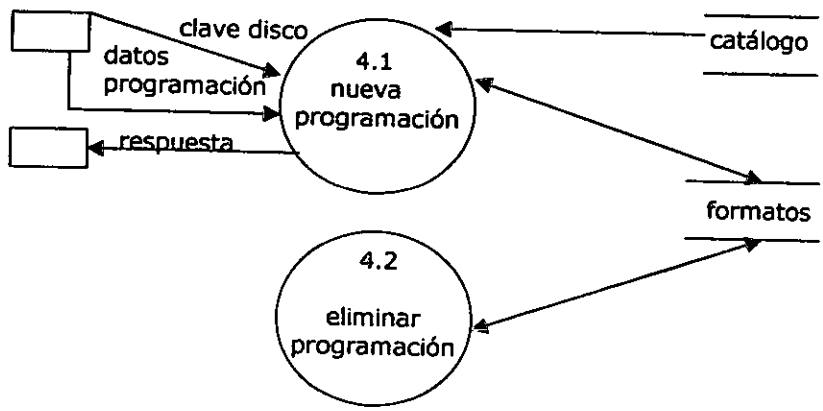 clave disco
datos
programación
4.1
nueva
programación
catálogo
respuesta
formatos
4.2
eliminar
programación